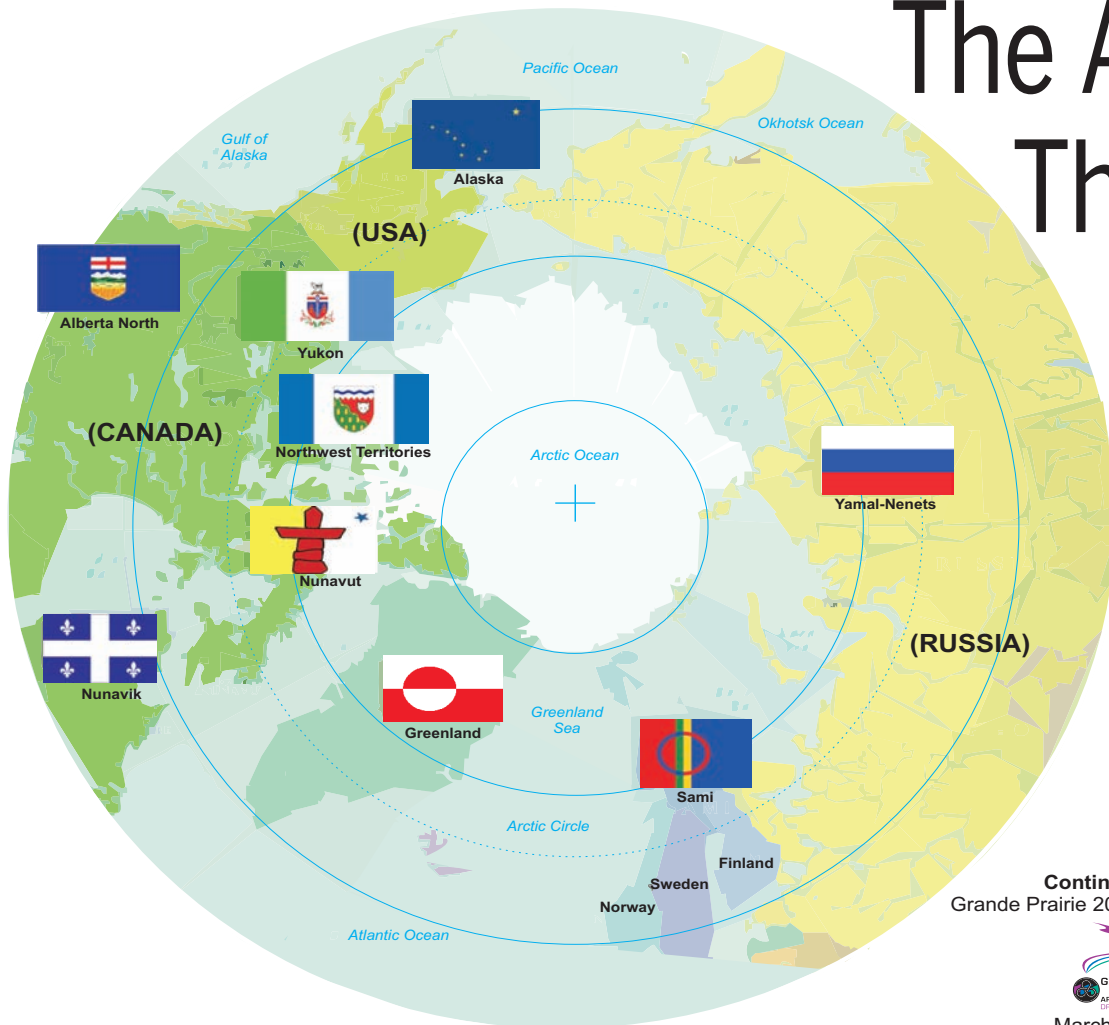 The A
Th
Pacific Ocean
Okhotsk Ocean
Gulf of
Alaska
Alaska
(USA)
Alberta North
Yukon
(CANADA)
Northwest Territories
Arctic Ocean
Yamal-Nenets
Nunavut
(RUSSIA)
Nunavik
Greenland
Greenland
Sea
Sami
Arctic Circle
Finland
Sweden
Norway
Atlantic Ocean
Contin
Grande Prairie 20
G
March